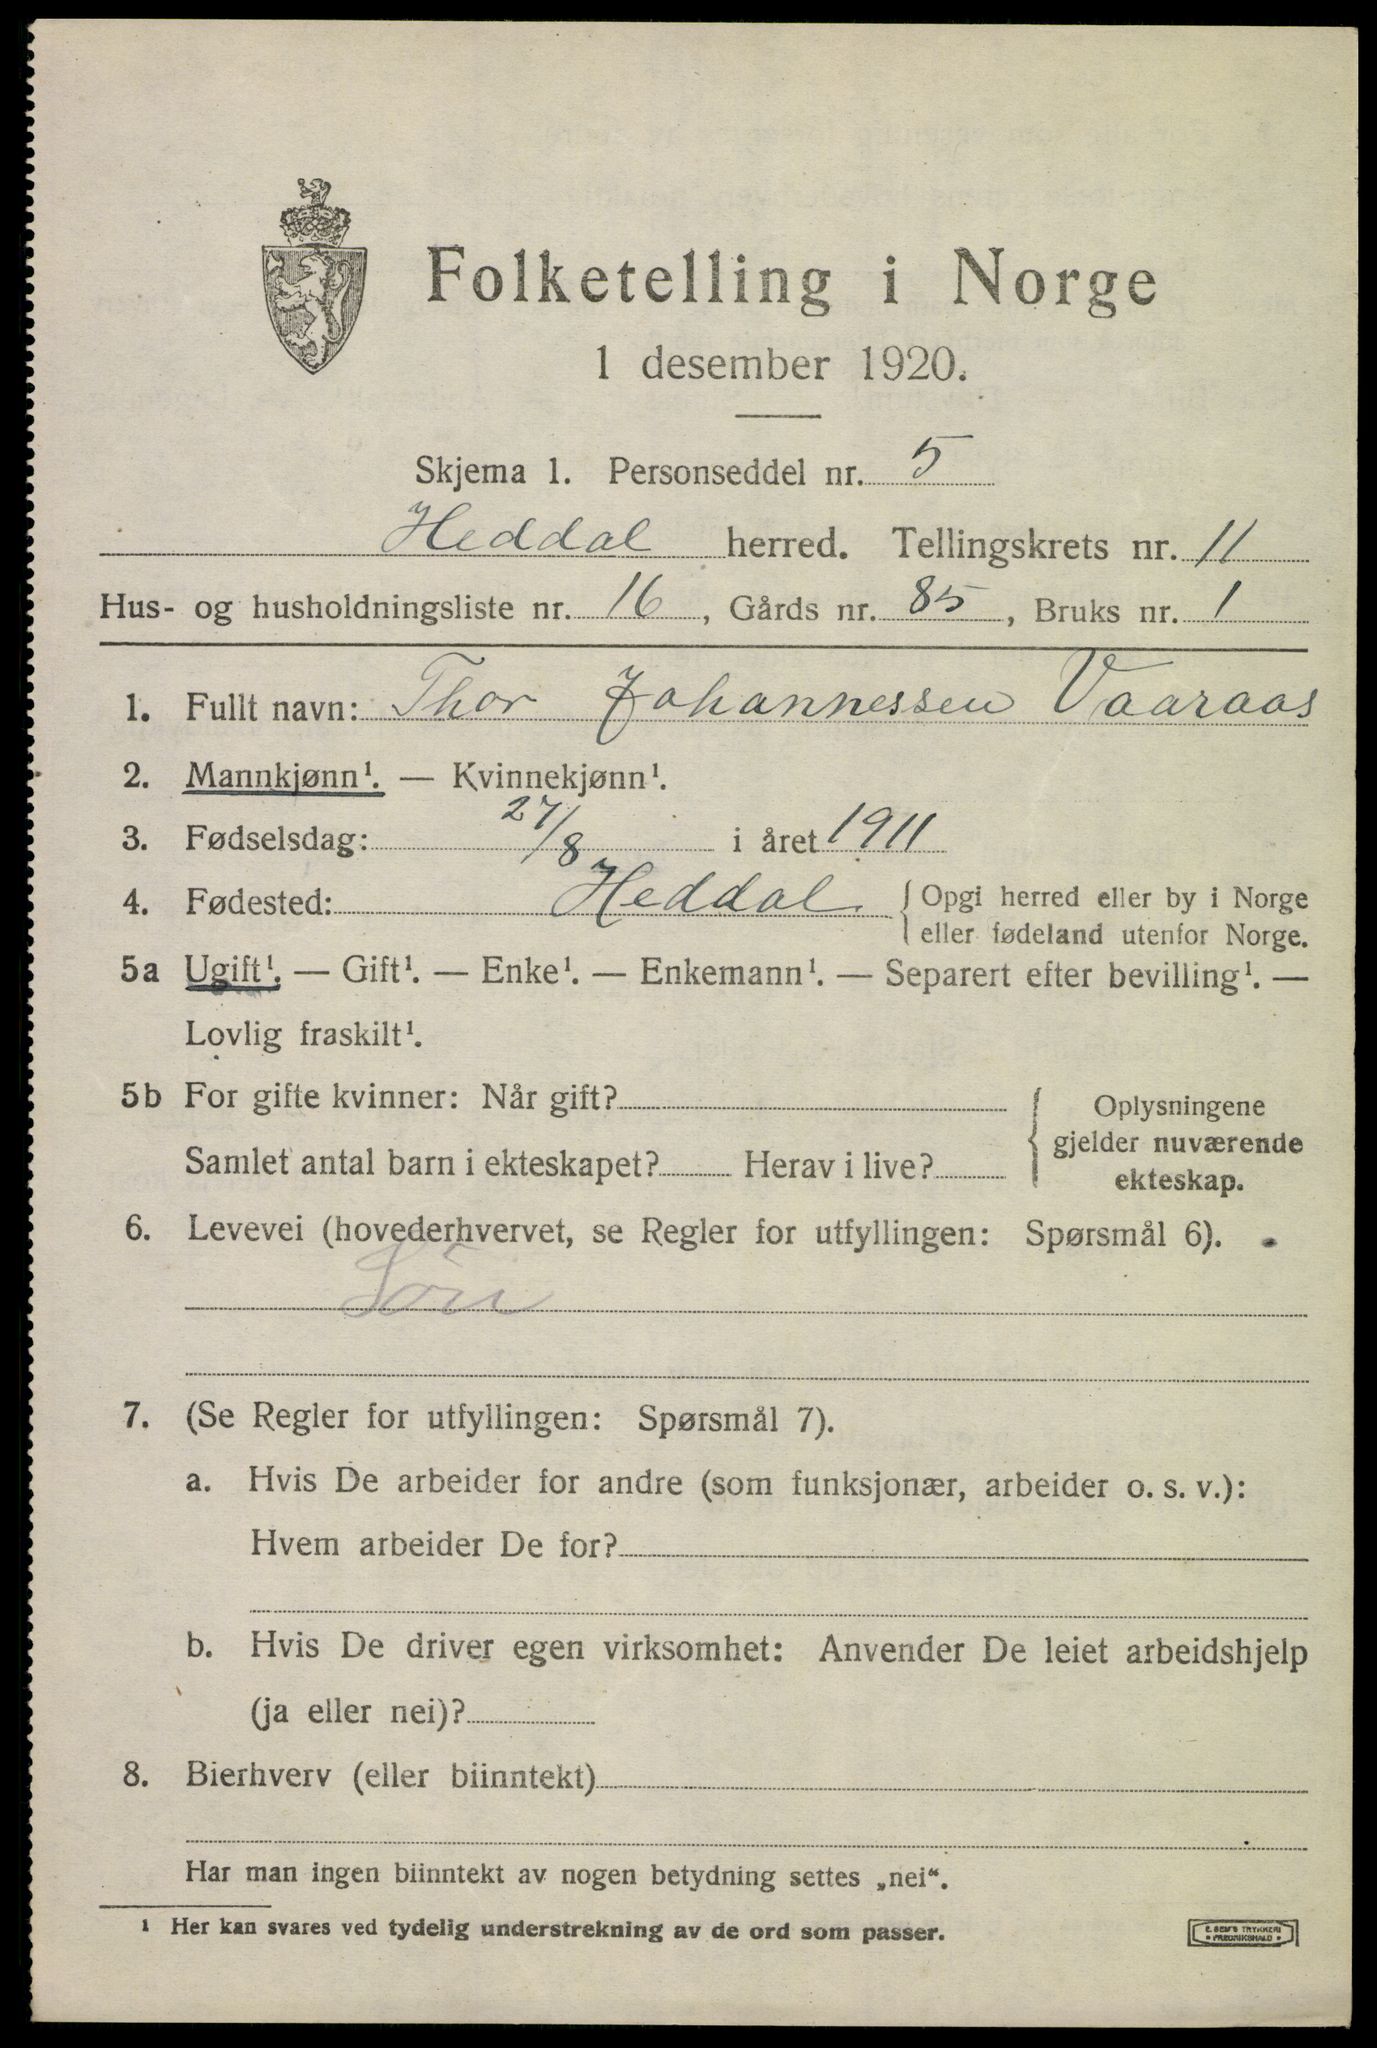 Folketelling i Norge
1 desember 1920.
Skjema 1. Personseddel nr. 5
Heddal herred. Tellingskrets nr. 11
Hus- og husholdningsliste nr. 16, Gårds nr. 85, Bruks nr. 1
1. Fullt navn: Thor Johannessen Vaaraas
2. Mannkjønn¹. — Kvinnekjønn¹.
3. Fødselsdag: 27/8 i året 1911
4. Fødested: Heddal { Opgi herred eller by i Norge
eller fødeland utenfor Norge.
5a Ugift¹. — Gift¹. — Enke¹. — Enkemann¹. — Separert efter bevilling¹. —
Lovlig fraskilt¹.
5b For gifte kvinner: Når gift?
Samlet antal barn i ekteskapet? Herav i live?
{ Oplysningene
gjelder nuværende
ekteskap.
6. Levevei (hovederhvervet, se Regler for utfyllingen: Spørsmål 6).
7. (Se Regler for utfyllingen: Spørsmål 7).
a. Hvis De arbeider for andre (som funksjonær, arbeider o. s. v.):
Hvem arbeider De for?
b. Hvis De driver egen virksomhet: Anvender De leiet arbeidshjelp
(ja eller nei)?
8. Bierhverv (eller biinntekt)
Har man ingen biinntekt av nogen betydning settes „nei“.
¹ Her kan svares ved tydelig understrekning av de ord som passer.
E. SEM'S TRYKKERI
FREDRIKSHALD